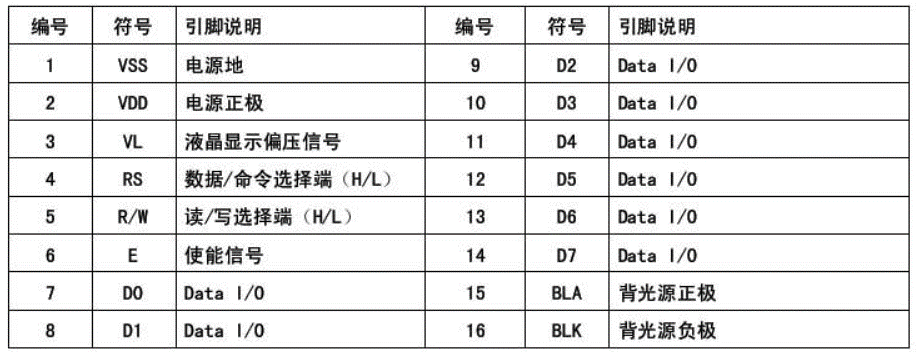 编号 符号 引脚说明 编号 符号 引脚说明
1 VSS 电源地 9 D2 Data I/O
2 VDD 电源正极 10 D3 Data I/O
3 VL 液晶显示偏压信号 11 D4 Data I/O
4 RS 数据/命令选择端（H/L） 12 D5 Data I/O
5 R/W 读/写选择端（H/L） 13 D6 Data I/O
6 E 使能信号 14 D7 Data I/O
7 D0 Data I/O 15 BLA 背光源正极
8 D1 Data I/O 16 BLK 背光源负极